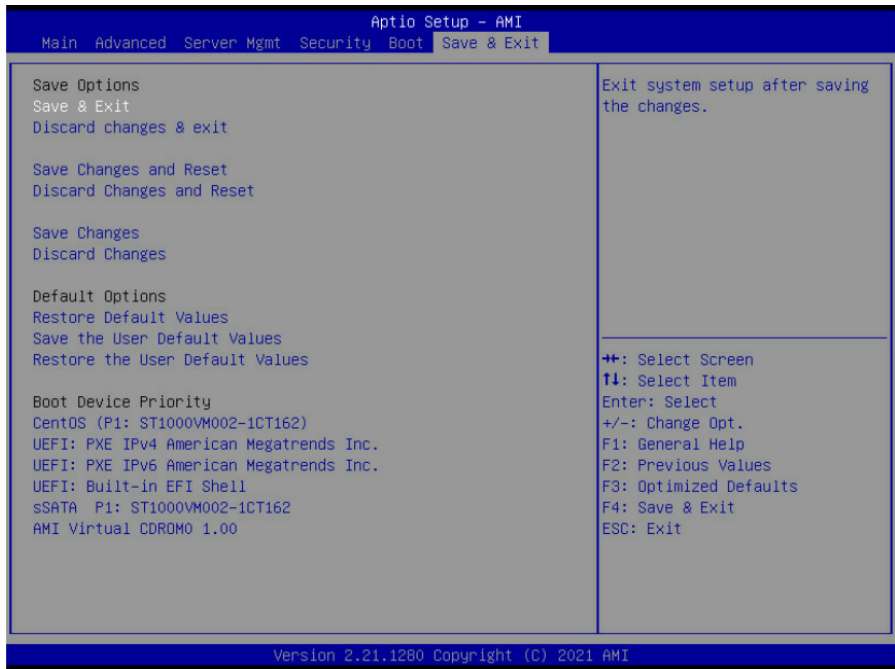 Aptio Setup – AMI
Main Advanced Server Mgmt Security Boot Save & Exit
Save Options
Save & Exit
Discard changes & exit
Save Changes and Reset
Discard Changes and Reset
Save Changes
Discard Changes
Default Options
Restore Default Values
Save the User Default Values
Restore the User Default Values
Boot Device Priority
CentOS (P1: ST1000VM002-1CT162)
UEFI: PXE IPv4 American Megatrends Inc.
UEFI: PXE IPv6 American Megatrends Inc.
UEFI: Built-in EFI Shell
sSATA P1: ST1000VM002-1CT162
AMI Virtual CDROM0 1.00
Exit system setup after saving
the changes.
→←: Select Screen
↑↓: Select Item
Enter: Select
+/-: Change Opt.
F1: General Help
F2: Previous Values
F3: Optimized Defaults
F4: Save & Exit
ESC: Exit
Version 2.21.1280 Copyright (C) 2021 AMI